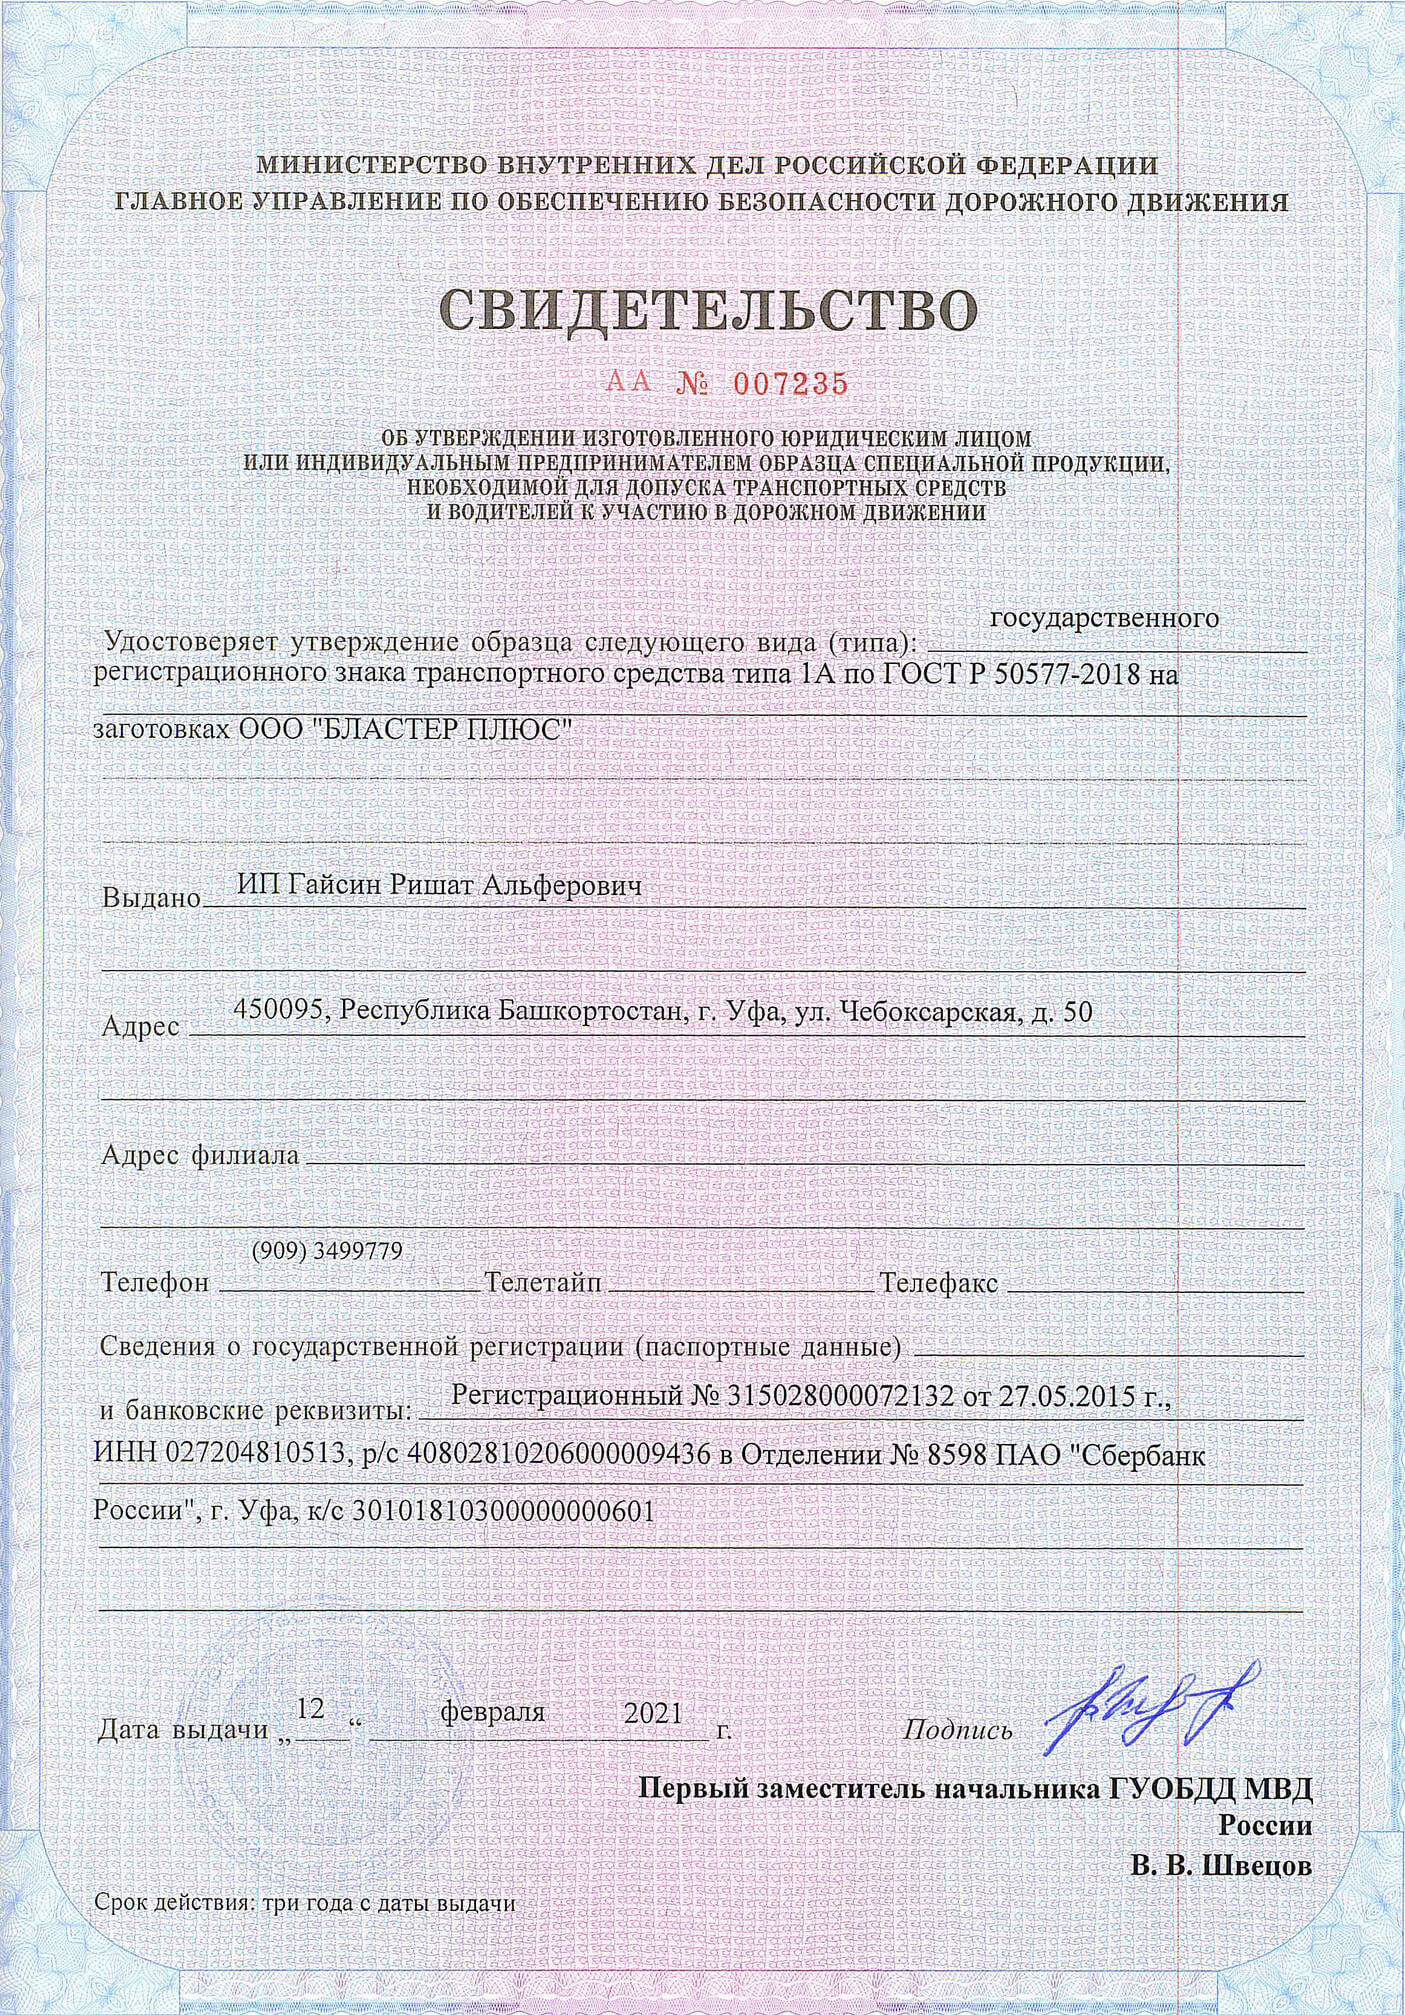 МИНИСТЕРСТВО ВНУТРЕННИХ ДЕЛ РОССИЙСКОЙ ФЕДЕРАЦИИ
ГЛАВНОЕ УПРАВЛЕНИЕ ПО ОБЕСПЕЧЕНИЮ БЕЗОПАСНОСТИ ДОРОЖНОГО ДВИЖЕНИЯ
СВИДЕТЕЛЬСТВО
АА № 007235
ОБ УТВЕРЖДЕНИИ ИЗГОТОВЛЕННОГО ЮРИДИЧЕСКИМ ЛИЦОМ
ИЛИ ИНДИВИДУАЛЬНЫМ ПРЕДПРИНИМАТЕЛЕМ ОБРАЗЦА СПЕЦИАЛЬНОЙ ПРОДУКЦИИ,
НЕОБХОДИМОЙ ДЛЯ ДОПУСКА ТРАНСПОРТНЫХ СРЕДСТВ
И ВОДИТЕЛЕЙ К УЧАСТИЮ В ДОРОЖНОМ ДВИЖЕНИИ
Удостоверяет утверждение образца следующего вида (типа): государственного
регистрационного знака транспортного средства типа 1А по ГОСТ Р 50577-2018 на
заготовках ООО "БЛАСТЕР ПЛЮС"
Выдано ИП Гайсин Ришат Альферович
Адрес 450095, Республика Башкортостан, г. Уфа, ул. Чебоксарская, д. 50
Адрес филиала
Телефон (909) 3499779 Телетайп Телефакс
Сведения о государственной регистрации (паспортные данные)
и банковские реквизиты: Регистрационный № 315028000072132 от 27.05.2015 г.,
ИНН 027204810513, р/с 40802810206000009436 в Отделении № 8598 ПАО "Сбербанк
России", г. Уфа, к/с 30101810300000000601
Дата выдачи „12“ февраля 2021 г. Подпись
Первый заместитель начальника ГУОБДД МВД
России
В. В. Швецов
Срок действия: три года с даты выдачи